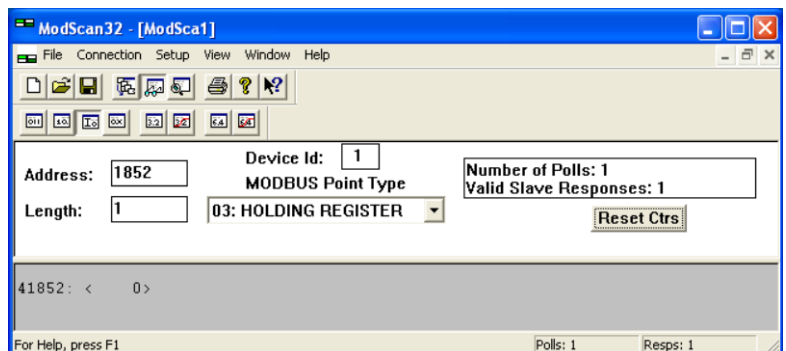 ModScan32 - [ModSca1]
File Connection Setup View Window Help
Address: 1852
Device Id: 1
MODBUS Point Type
Length: 1
03: HOLDING REGISTER
Number of Polls: 1
Valid Slave Responses: 1
Reset Ctrs
41852: < 0>
For Help, press F1
Polls: 1
Resps: 1